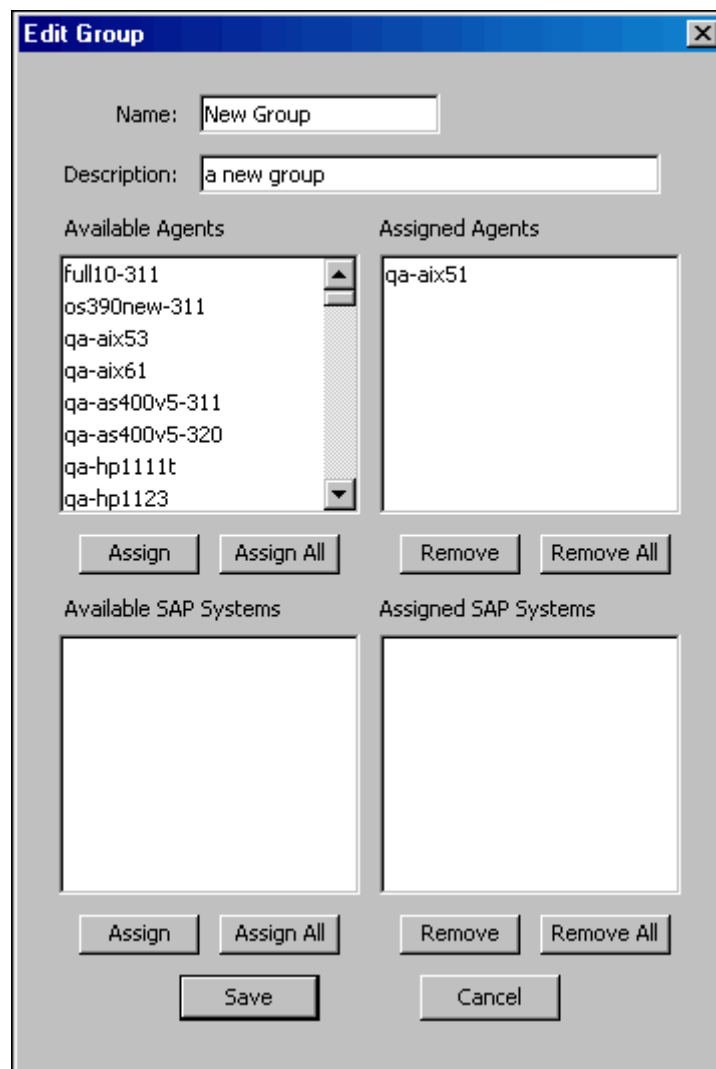 Edit Group
Name: New Group
Description: a new group
Available Agents Assigned Agents
full10-311 qa-aix51
os390new-311
qa-aix53
qa-aix61
qa-as400v5-311
qa-as400v5-320
qa-hp1111t
qa-hp1123
Assign Assign All Remove Remove All
Available SAP Systems Assigned SAP Systems
Assign Assign All Remove Remove All
Save Cancel